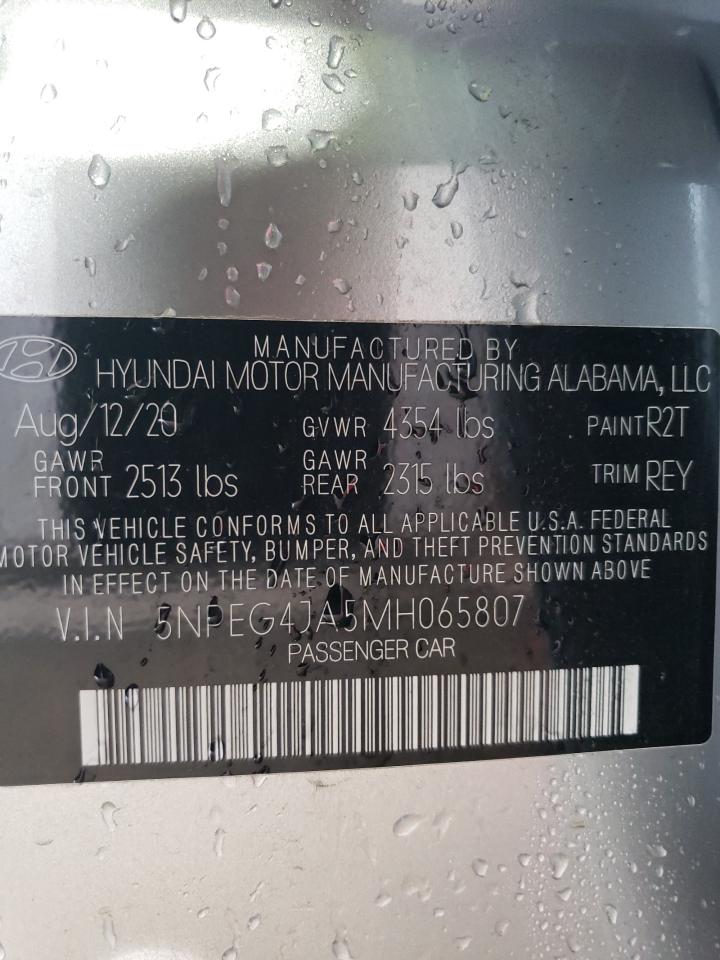 MANUFACTURED BY
HYUNDAI MOTOR MANUFACTURING ALABAMA, LLC
Aug/12/20 GVWR 4354 lbs PAINT R2T
GAWR FRONT 2513 lbs GAWR REAR 2315 lbs TRIM REY
THIS VEHICLE CONFORMS TO ALL APPLICABLE U.S.A. FEDERAL
MOTOR VEHICLE SAFETY, BUMPER, AND THEFT PREVENTION STANDARDS
IN EFFECT ON THE DATE OF MANUFACTURE SHOWN ABOVE
V.I.N 5NPEG4JA5MH065807
PASSENGER CAR